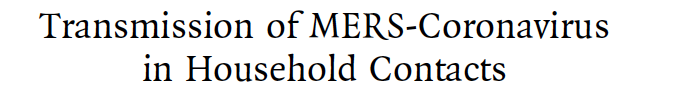 Transmission of MERS-Coronavirus
in Household Contacts